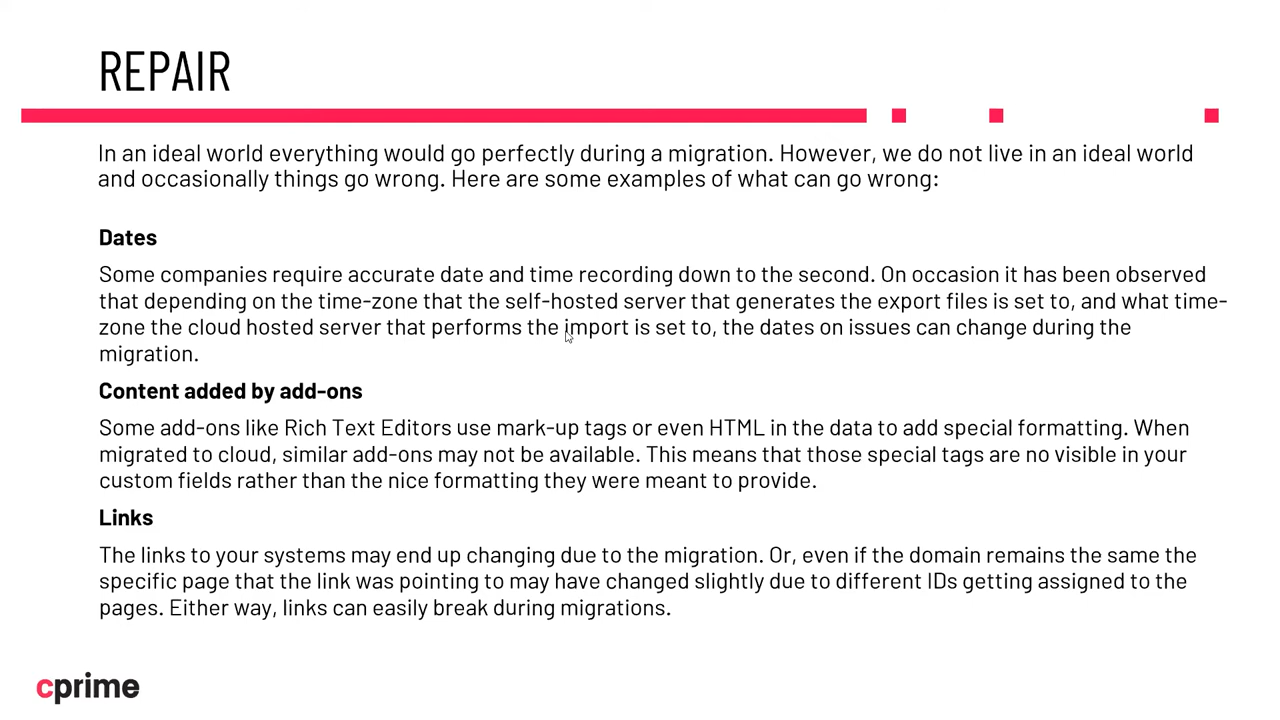 REPAIR
In an ideal world everything would go perfectly during a migration. However, we do not live in an ideal world
and occasionally things go wrong. Here are some examples of what can go wrong:
Dates
Some companies require accurate date and time recording down to the second. On occasion it has been observed
that depending on the time-zone that the self-hosted server that generates the export files is set to, and what time-
zone the cloud hosted server that performs the import is set to, the dates on issues can change during the
migration.
Content added by add-ons
Some add-ons like Rich Text Editors use mark-up tags or even HTML in the data to add special formatting. When
migrated to cloud, similar add-ons may not be available. This means that those special tags are no visible in your
custom fields rather than the nice formatting they were meant to provide.
Links
The links to your systems may end up changing due to the migration. Or, even if the domain remains the same the
specific page that the link was pointing to may have changed slightly due to different IDs getting assigned to the
pages. Either way, links can easily break during migrations.
cprime